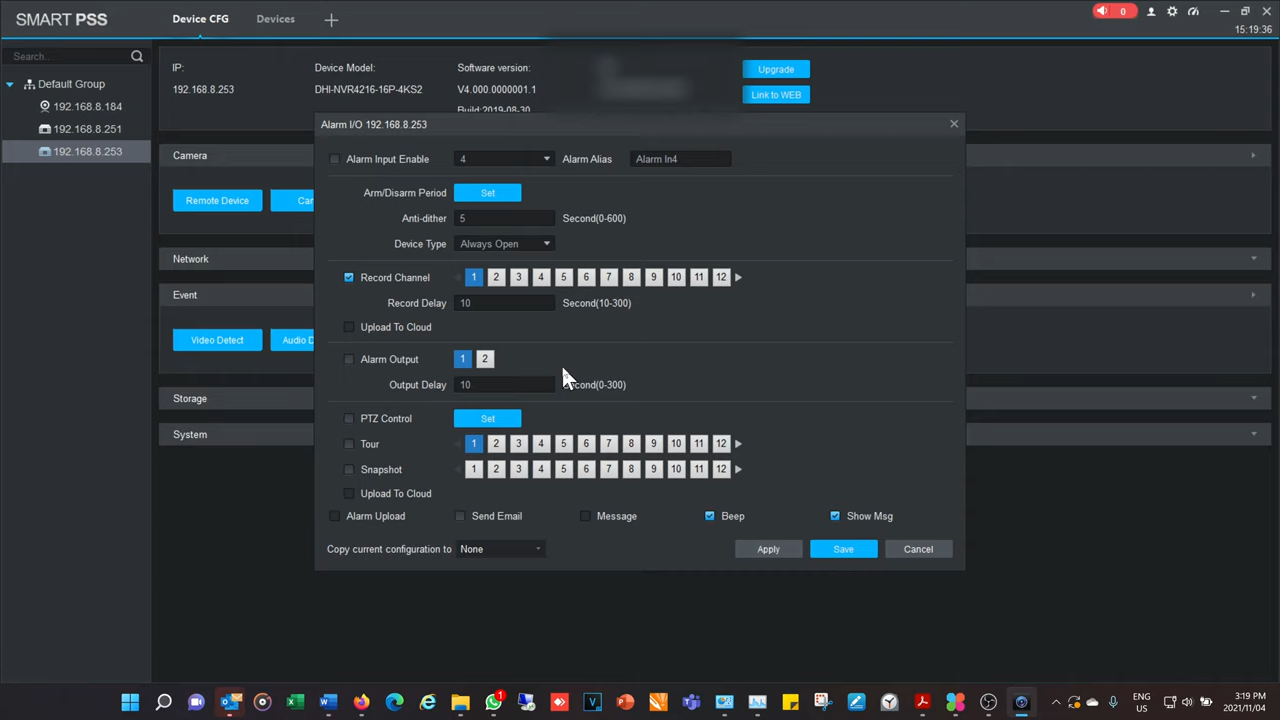 SMART PSS
Device CFG
Devices
0
15:19:36
Search...
Default Group
192.168.8.184
192.168.8.251
192.168.8.253
IP:
192.168.8.253
Device Model:
DHI-NVR4216-16P-4KS2
Software version:
V4.000.0000001.1
Build:2019-08-30
Upgrade
Link to WEB
Camera
Remote Device
Car
Network
Event
Video Detect
Audio D
Storage
System
Alarm I/O 192.168.8.253
Alarm Input Enable 4 Alarm Alias Alarm In4
Arm/Disarm Period Set
Anti-dither 5 Second(0-600)
Device Type Always Open
Record Channel 1 2 3 4 5 6 7 8 9 10 11 12
Record Delay 10 Second(10-300)
Upload To Cloud
Alarm Output 1 2
Output Delay 10 Second(0-300)
PTZ Control Set
Tour 1 2 3 4 5 6 7 8 9 10 11 12
Snapshot 1 2 3 4 5 6 7 8 9 10 11 12
Upload To Cloud
Alarm Upload Send Email Message Beep Show Msg
Copy current configuration to None Apply Save Cancel
1
ENG
US
3:19 PM
2021/11/04